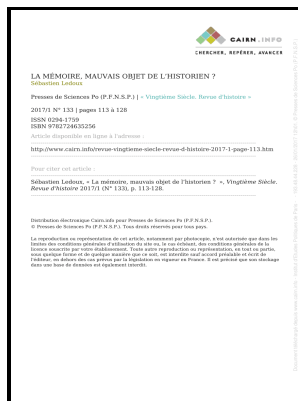 CAIRN.INFO
CHERCHER, REPÉRER, AVANCER
LA MÉMOIRE, MAUVAIS OBJET DE L'HISTORIEN ?
Sébastien Ledoux
Presses de Sciences Po (P.F.N.S.P.) | « Vingtième Siècle. Revue d'histoire »
2017/1 N° 133 | pages 113 à 128
ISSN 0294-1759
ISBN 9782724635256
Article disponible en ligne à l'adresse :
http://www.cairn.info/revue-vingtieme-siecle-revue-d-histoire-2017-1-page-113.htm
Pour citer cet article :
Sébastien Ledoux, « La mémoire, mauvais objet de l'historien ? », Vingtième Siècle.
Revue d'histoire 2017/1 (N° 133), p. 113-128.
Distribution électronique Cairn.info pour Presses de Sciences Po (P.F.N.S.P.).
© Presses de Sciences Po (P.F.N.S.P.). Tous droits réservés pour tous pays.
La reproduction ou représentation de cet article, notamment par photocopie, n'est autorisée que dans les
limites des conditions générales d'utilisation du site ou, le cas échéant, des conditions générales de la
licence souscrite par votre établissement. Toute autre reproduction ou représentation, en tout ou partie,
sous quelque forme et de quelque manière que ce soit, est interdite sauf accord préalable et écrit de
l'éditeur, en dehors des cas prévus par la législation en vigueur en France. Il est précisé que son stockage
dans une base de données est également interdit.